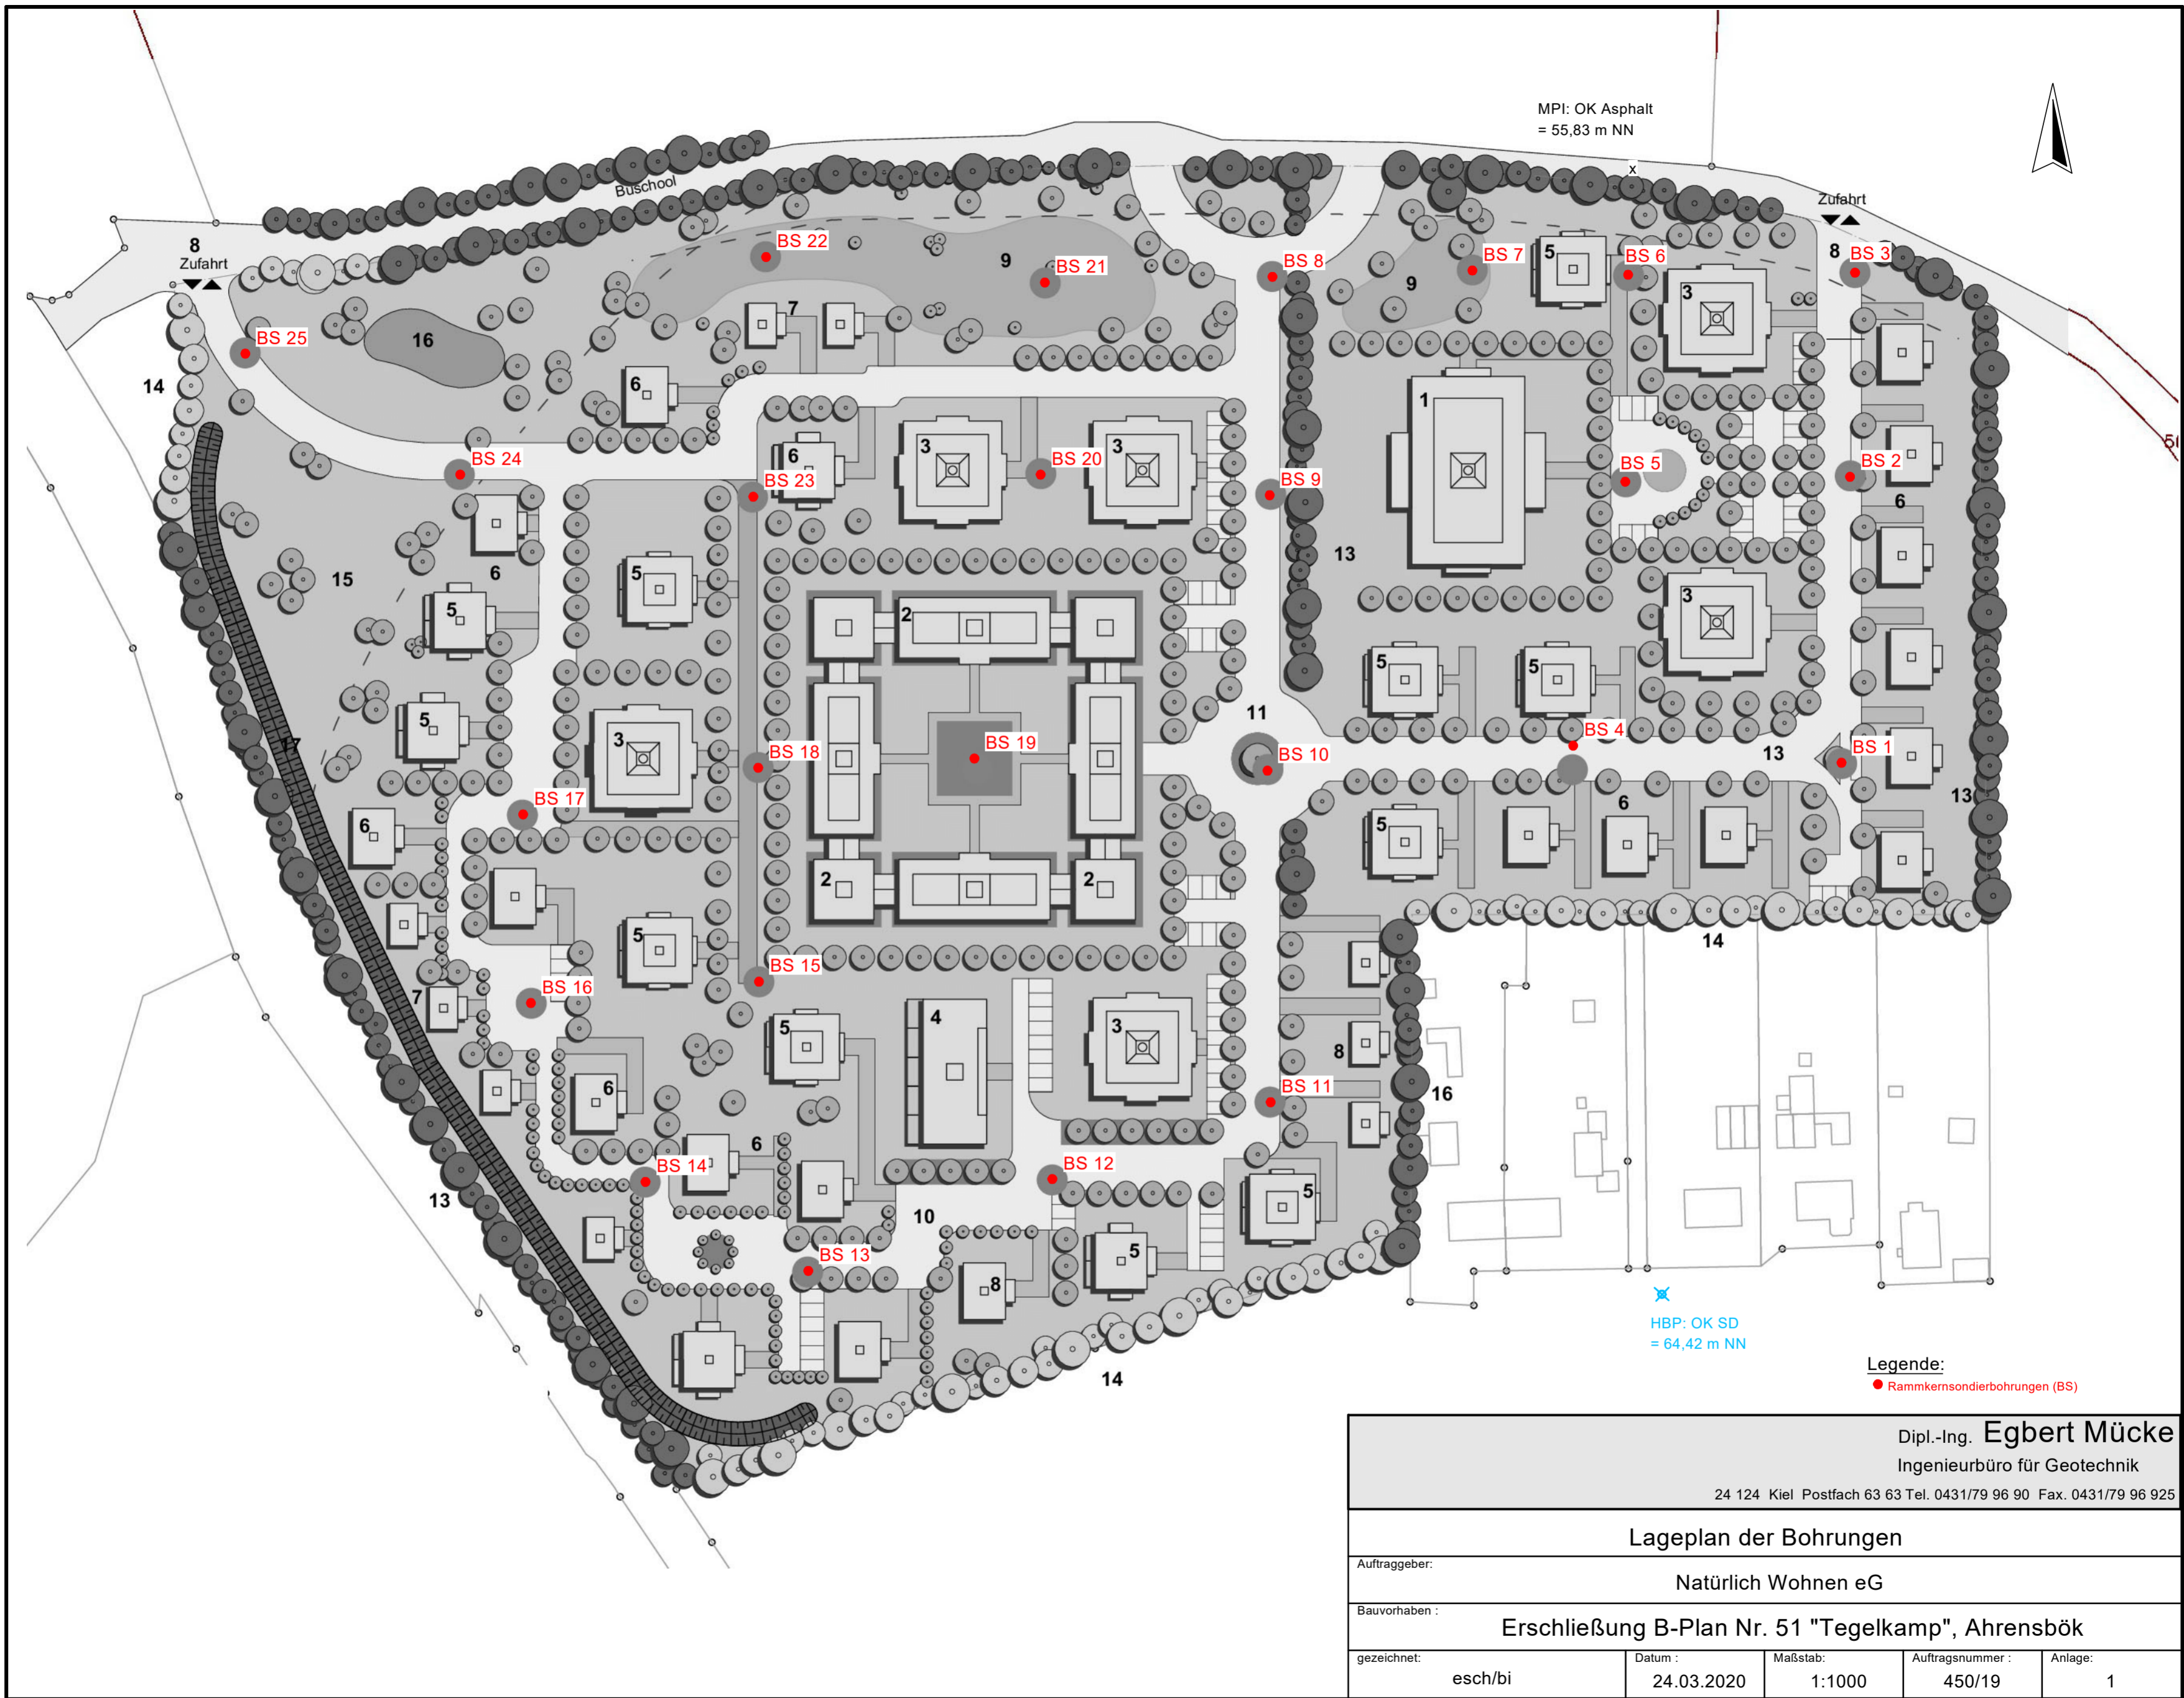 MPI: OK Asphalt
= 55,83 m NN
x
Buschool
Zufahrt
8
BS 3
8
Zufahrt
BS 22
9
BS 21
BS 8
BS 7
5
BS 6
9
3
7
BS 25
16
14
6
1
3
3
6
BS 24
BS 20
BS 5
BS 2
BS 23
BS 9
6
13
15
6
5
5
2
3
5
5
5
3
11
BS 4
17
BS 18
BS 19
BS 10
13
BS 1
BS 17
13
6
6
5
2
2
5
14
BS 15
7
BS 16
4
5
3
8
6
BS 11
16
6
BS 14
BS 12
13
5
10
BS 13
5
8
14
HBP: OK SD
= 64,42 m NN
Legende:
Rammkernsondierbohrungen (BS)
Dipl.-Ing. Egbert Mücke
Ingenieurbüro für Geotechnik
24 124 Kiel Postfach 63 63 Tel. 0431/79 96 90 Fax. 0431/79 96 925
Lageplan der Bohrungen
Auftraggeber:
Natürlich Wohnen eG
Bauvorhaben :
Erschließung B-Plan Nr. 51 "Tegelkamp", Ahrensbök
gezeichnet:
esch/bi
Datum :
24.03.2020
Maßstab:
1:1000
Auftragsnummer :
450/19
Anlage:
1